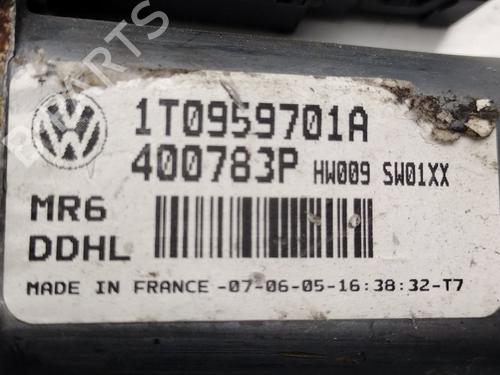 1T0959701A
400783P HW009 SW01XX
MR6
DDHL
MADE IN FRANCE -07-06-05-16:38:32-T7